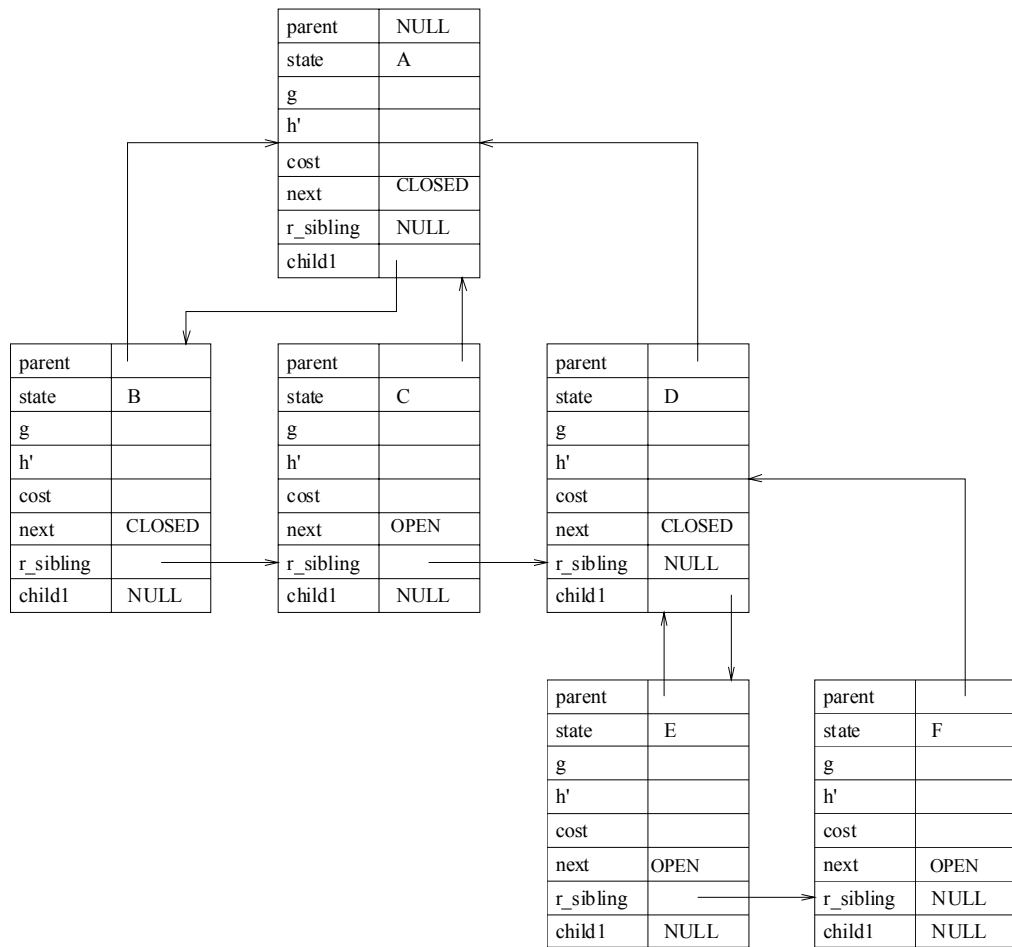 parent NULL
state A
g
h'
cost
next CLOSED
r_sibling NULL
child1
parent
state B
g
h'
cost
next CLOSED
r_sibling
child1 NULL
parent
state C
g
h'
cost
next OPEN
r_sibling
child1 NULL
parent
state D
g
h'
cost
next CLOSED
r_sibling NULL
child1
parent
state E
g
h'
cost
next OPEN
r_sibling
child1 NULL
parent
state F
g
h'
cost
next OPEN
r_sibling NULL
child1 NULL